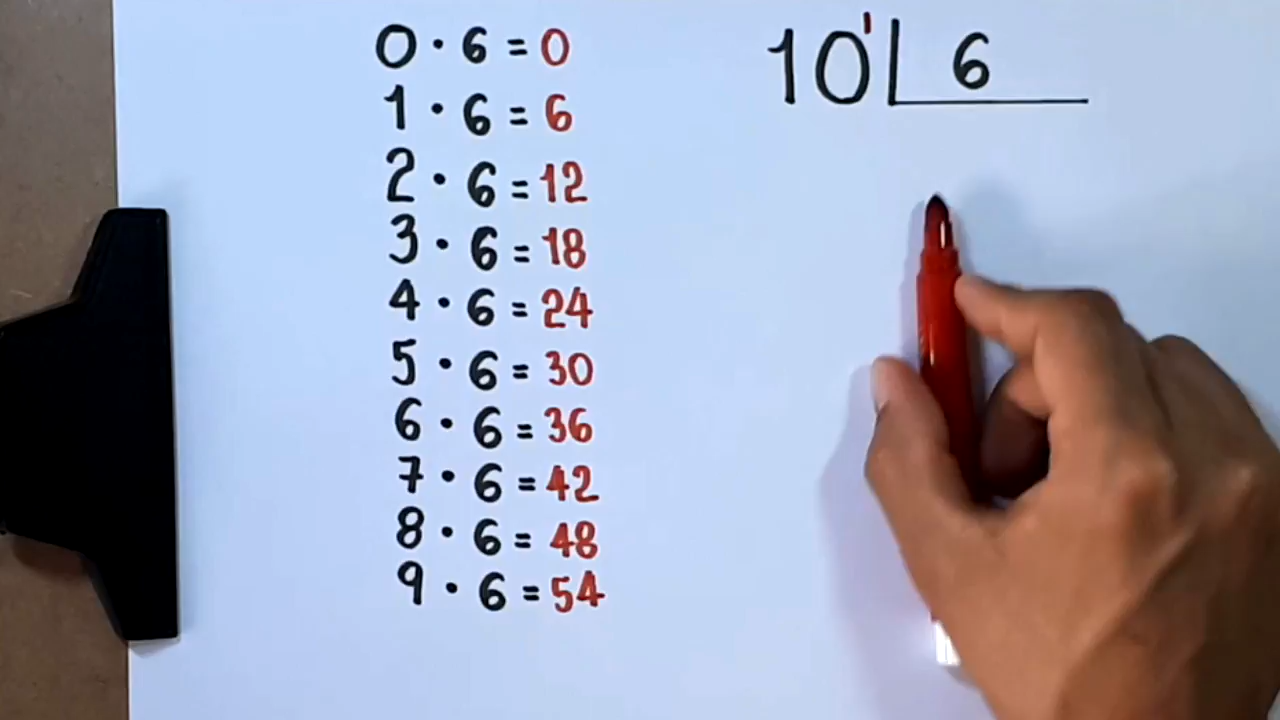 0 · 6 = 0
1 · 6 = 6
2 · 6 = 12
3 · 6 = 18
4 · 6 = 24
5 · 6 = 30
6 · 6 = 36
7 · 6 = 42
8 · 6 = 48
9 · 6 = 54
10' 6